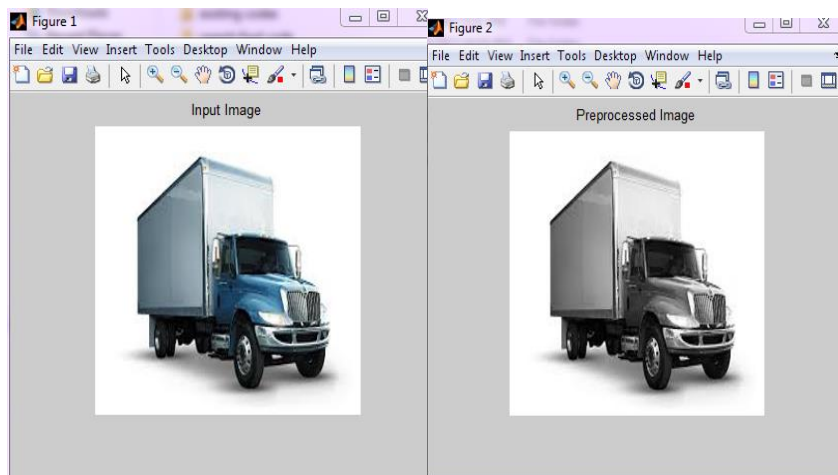 Figure 1
File Edit View Insert Tools Desktop Window Help
Input Image
Figure 2
File Edit View Insert Tools Desktop Window Help
Preprocessed Image